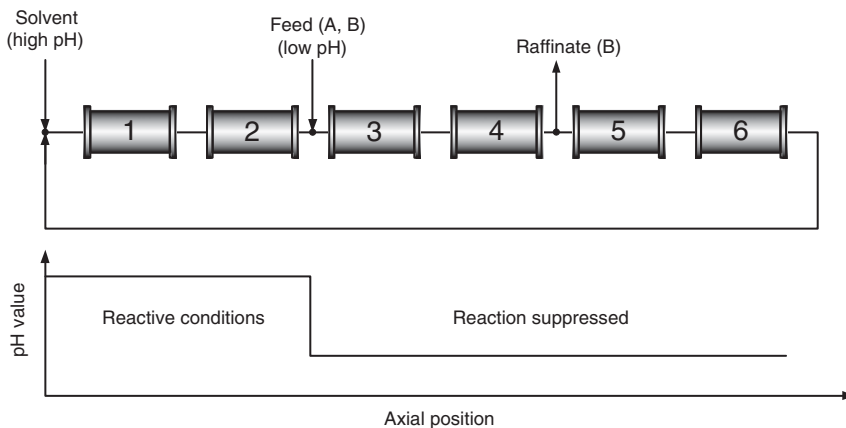 Solvent
(high pH)
Feed (A, B)
(low pH)
Raffinate (B)
1
2
3
4
5
6
pH value
Reactive conditions
Reaction suppressed
Axial position